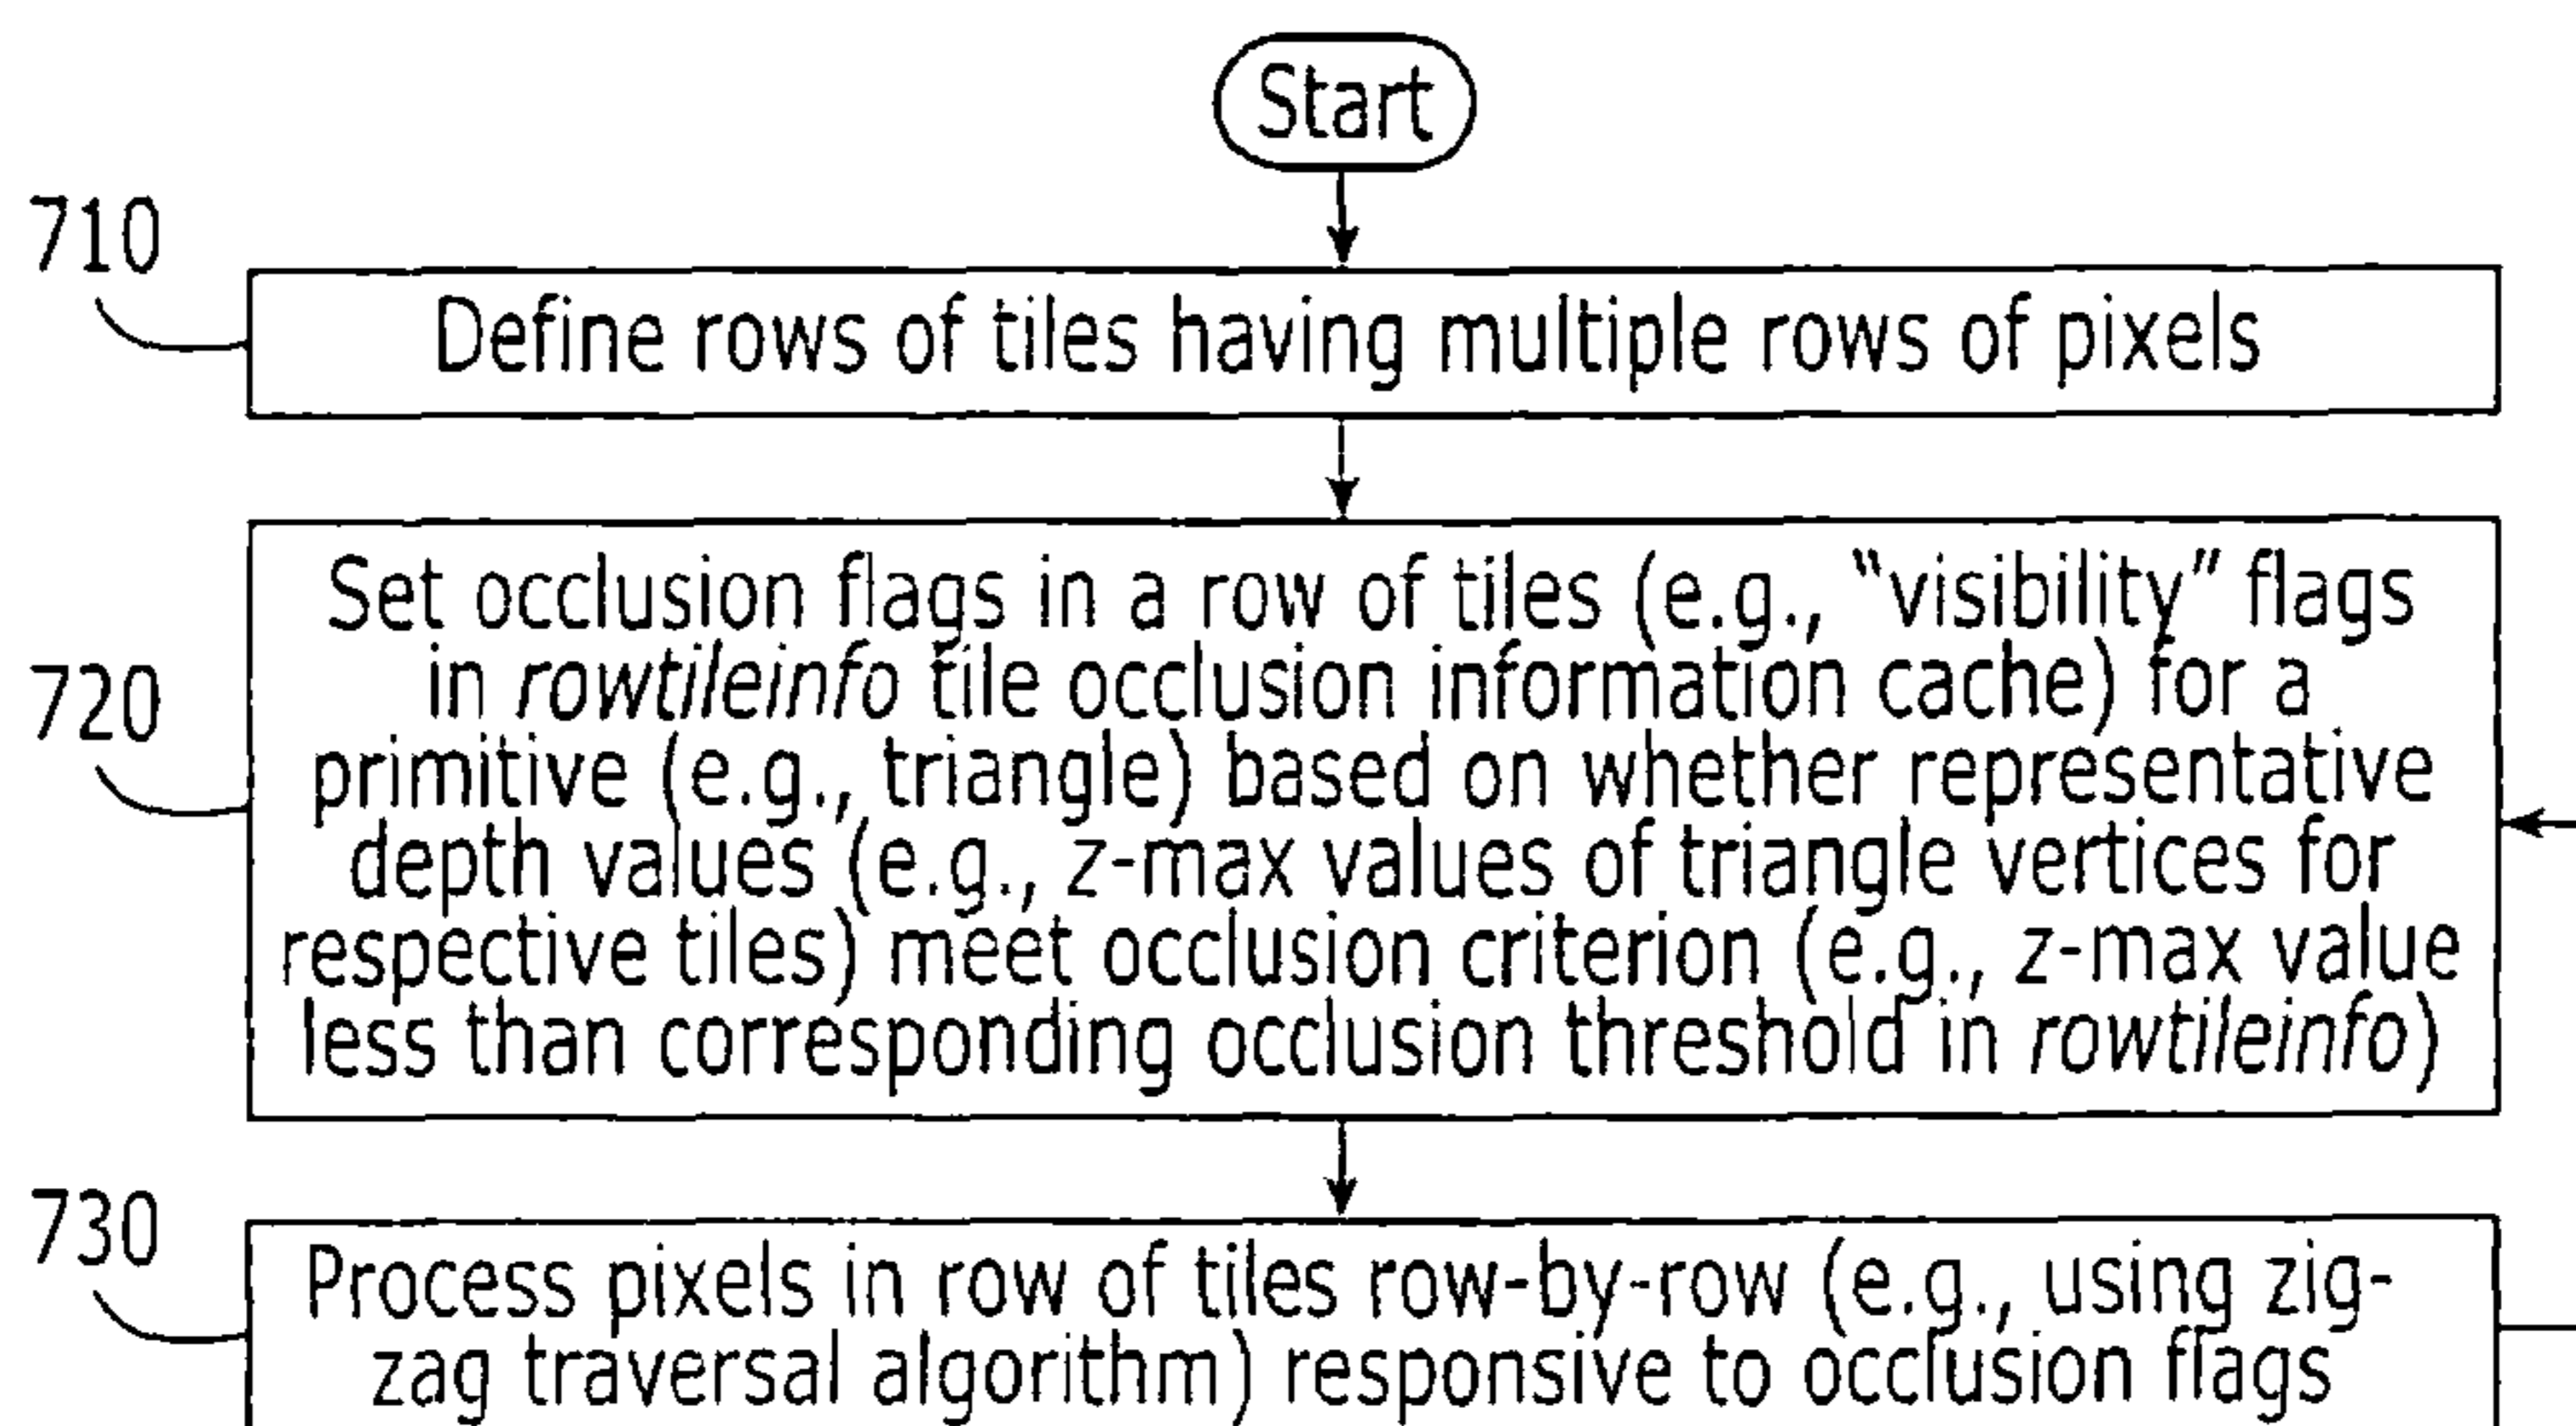 Start
710
Define rows of tiles having multiple rows of pixels
720
Set occlusion flags in a row of tiles (e.g., “visibility” flags
in rowtileinfo tile occlusion information cache) for a
primitive (e.g., triangle) based on whether representative
depth values (e.g., z-max values of triangle vertices for
respective tiles) meet occlusion criterion (e.g., z-max value
less than corresponding occlusion threshold in rowtileinfo)
730
Process pixels in row of tiles row-by-row (e.g., using zig-
zag traversal algorithm) responsive to occlusion flags